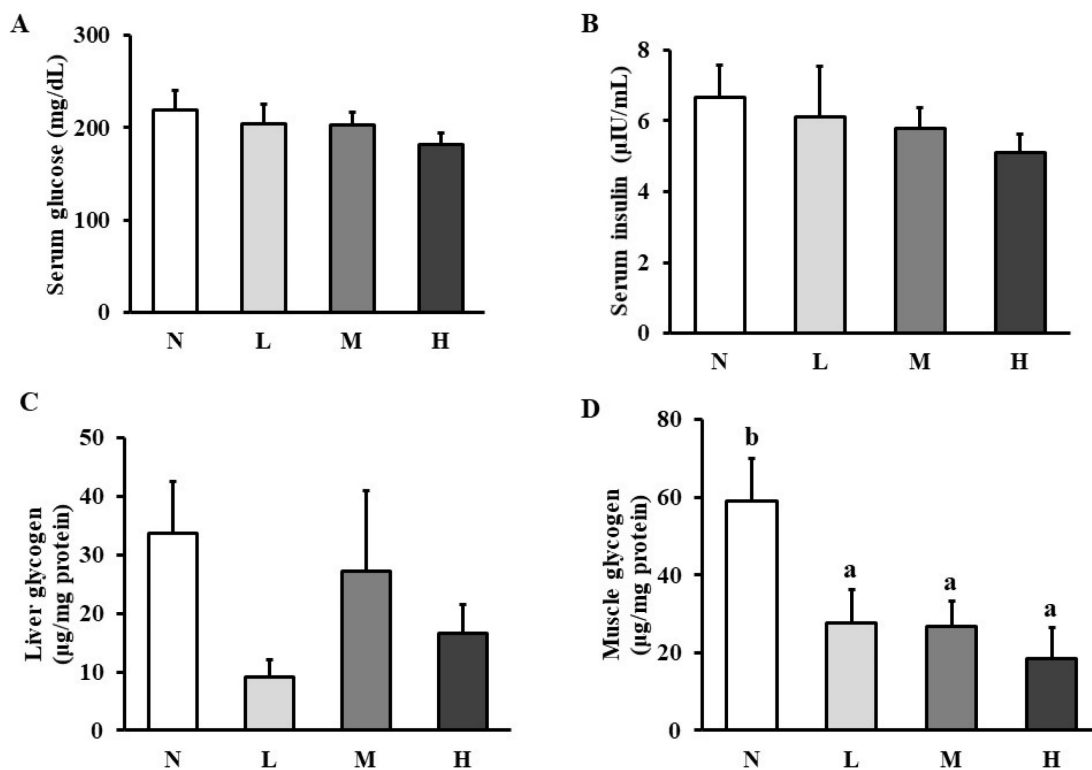 A
Serum glucose (mg/dL)
300
200
100
0
N L M H
B
Serum insulin (µIU/mL)
8
6
4
2
0
N L M H
C
Liver glycogen
(µg/mg protein)
50
40
30
20
10
0
N L M H
D
Muscle glycogen
(µg/mg protein)
80
60
40
20
0
b
a
a
a
N L M H